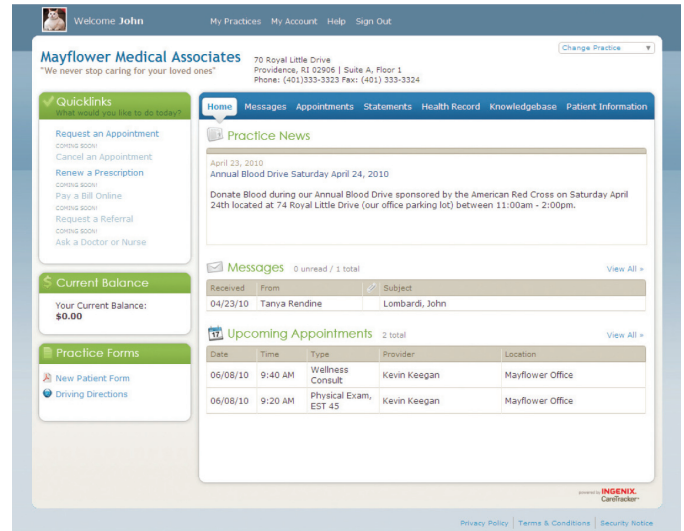 Welcome John
My Practices My Account Help Sign Out
Change Practice
Mayflower Medical Associates
"We never stop caring for your loved ones"
70 Royal Little Drive
Providence, RI 02906 | Suite A, Floor 1
Phone: (401)333-3323 Fax: (401) 333-3324
Quicklinks
What would you like to do today?
Request an Appointment
COMING SOON!
Cancel an Appointment
Renew a Prescription
COMING SOON!
Pay a Bill Online
COMING SOON!
Request a Referral
COMING SOON!
Ask a Doctor or Nurse
$ Current Balance
Your Current Balance:
$0.00
Practice Forms
New Patient Form
Driving Directions
Home Messages Appointments Statements Health Record Knowledgebase Patient Information
Practice News
April 23, 2010
Annual Blood Drive Saturday April 24, 2010
Donate Blood during our Annual Blood Drive sponsored by the American Red Cross on Saturday April
24th located at 74 Royal Little Drive (our office parking lot) between 11:00am - 2:00pm.
Messages 0 unread / 1 total View All »
Received From Subject
04/23/10 Tanya Rendine Lombardi, John
17 Upcoming Appointments 2 total View All »
Date Time Type Provider Location
06/08/10 9:40 AM Wellness Consult Kevin Keegan Mayflower Office
06/08/10 9:20 AM Physical Exam, EST 45 Kevin Keegan Mayflower Office
powered by INGENIX.
CareTracker™
Privacy Policy | Terms & Conditions | Security Notice